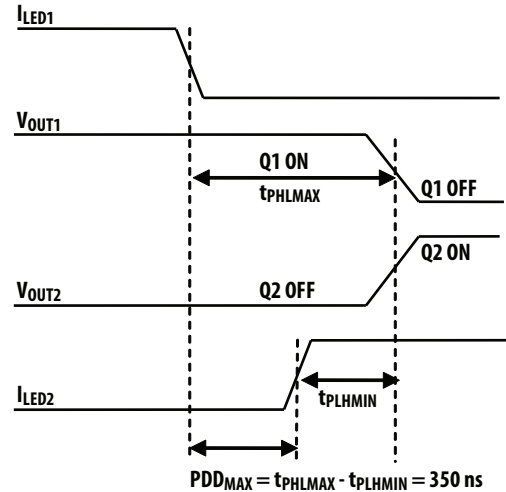 ILED1
VOUT1
Q1 ON
tPHLMAX
Q1 OFF
Q2 ON
VOUT2
Q2 OFF
tPLHMIN
ILED2
PDDMAX = tPHLMAX - tPLHMIN = 350 ns